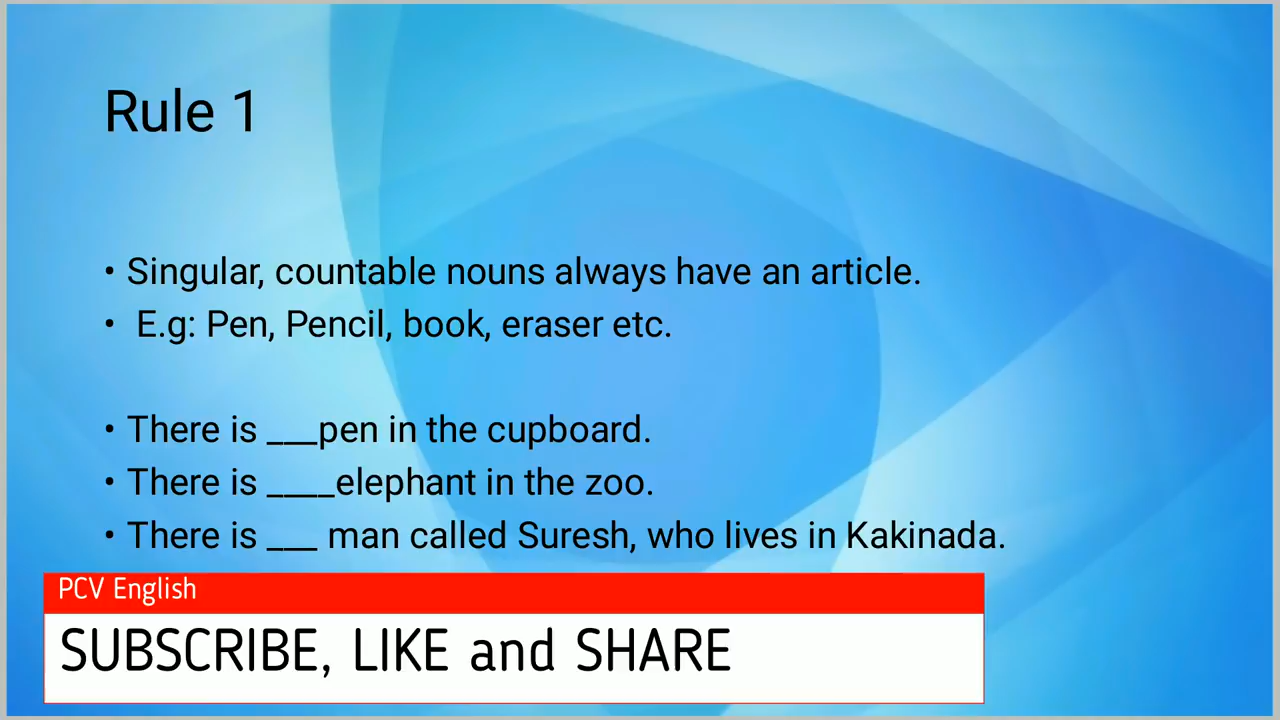 Rule 1
• Singular, countable nouns always have an article.
• E.g: Pen, Pencil, book, eraser etc.
• There is ___pen in the cupboard.
• There is ____elephant in the zoo.
• There is ___ man called Suresh, who lives in Kakinada.
PCV English
SUBSCRIBE, LIKE and SHARE